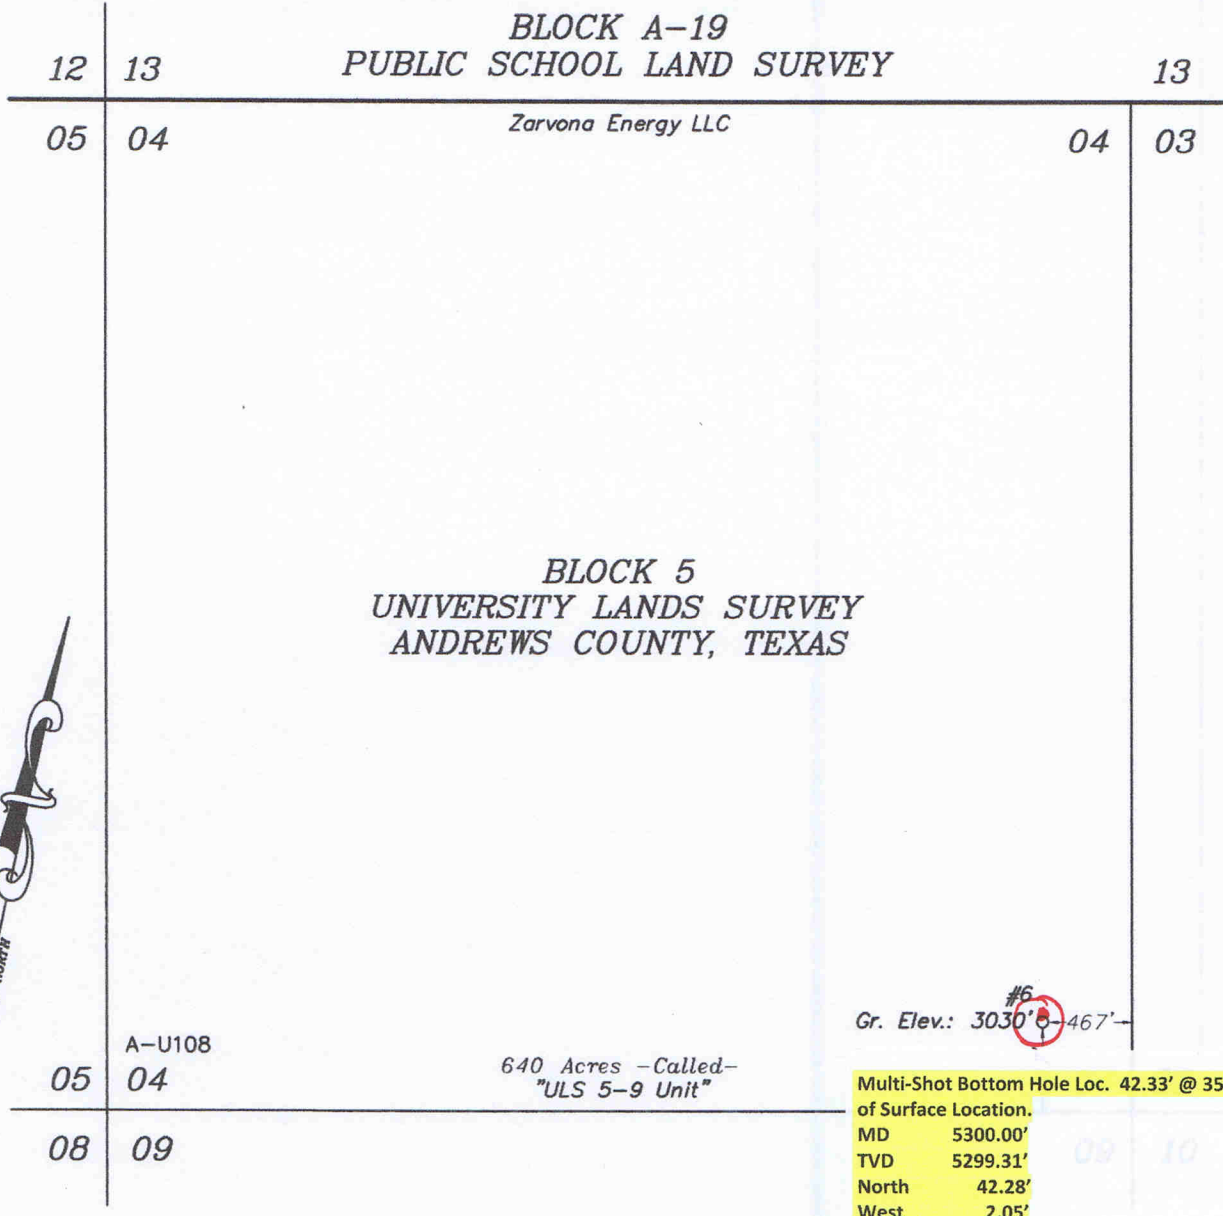 BLOCK A-19
PUBLIC SCHOOL LAND SURVEY
12 13 13
Zarvona Energy LLC
05 04 04 03
BLOCK 5
UNIVERSITY LANDS SURVEY
ANDREWS COUNTY, TEXAS
NORTH
#6
Gr. Elev.: 3030' 467'
A-U108
640 Acres -Called-
05 04
"ULS 5-9 Unit"
Multi-Shot Bottom Hole Loc. 42.33' @ 35
of Surface Location.
MD 5300.00'
08 09 09 10
TVD 5299.31'
North 42.28'
West 2.05'